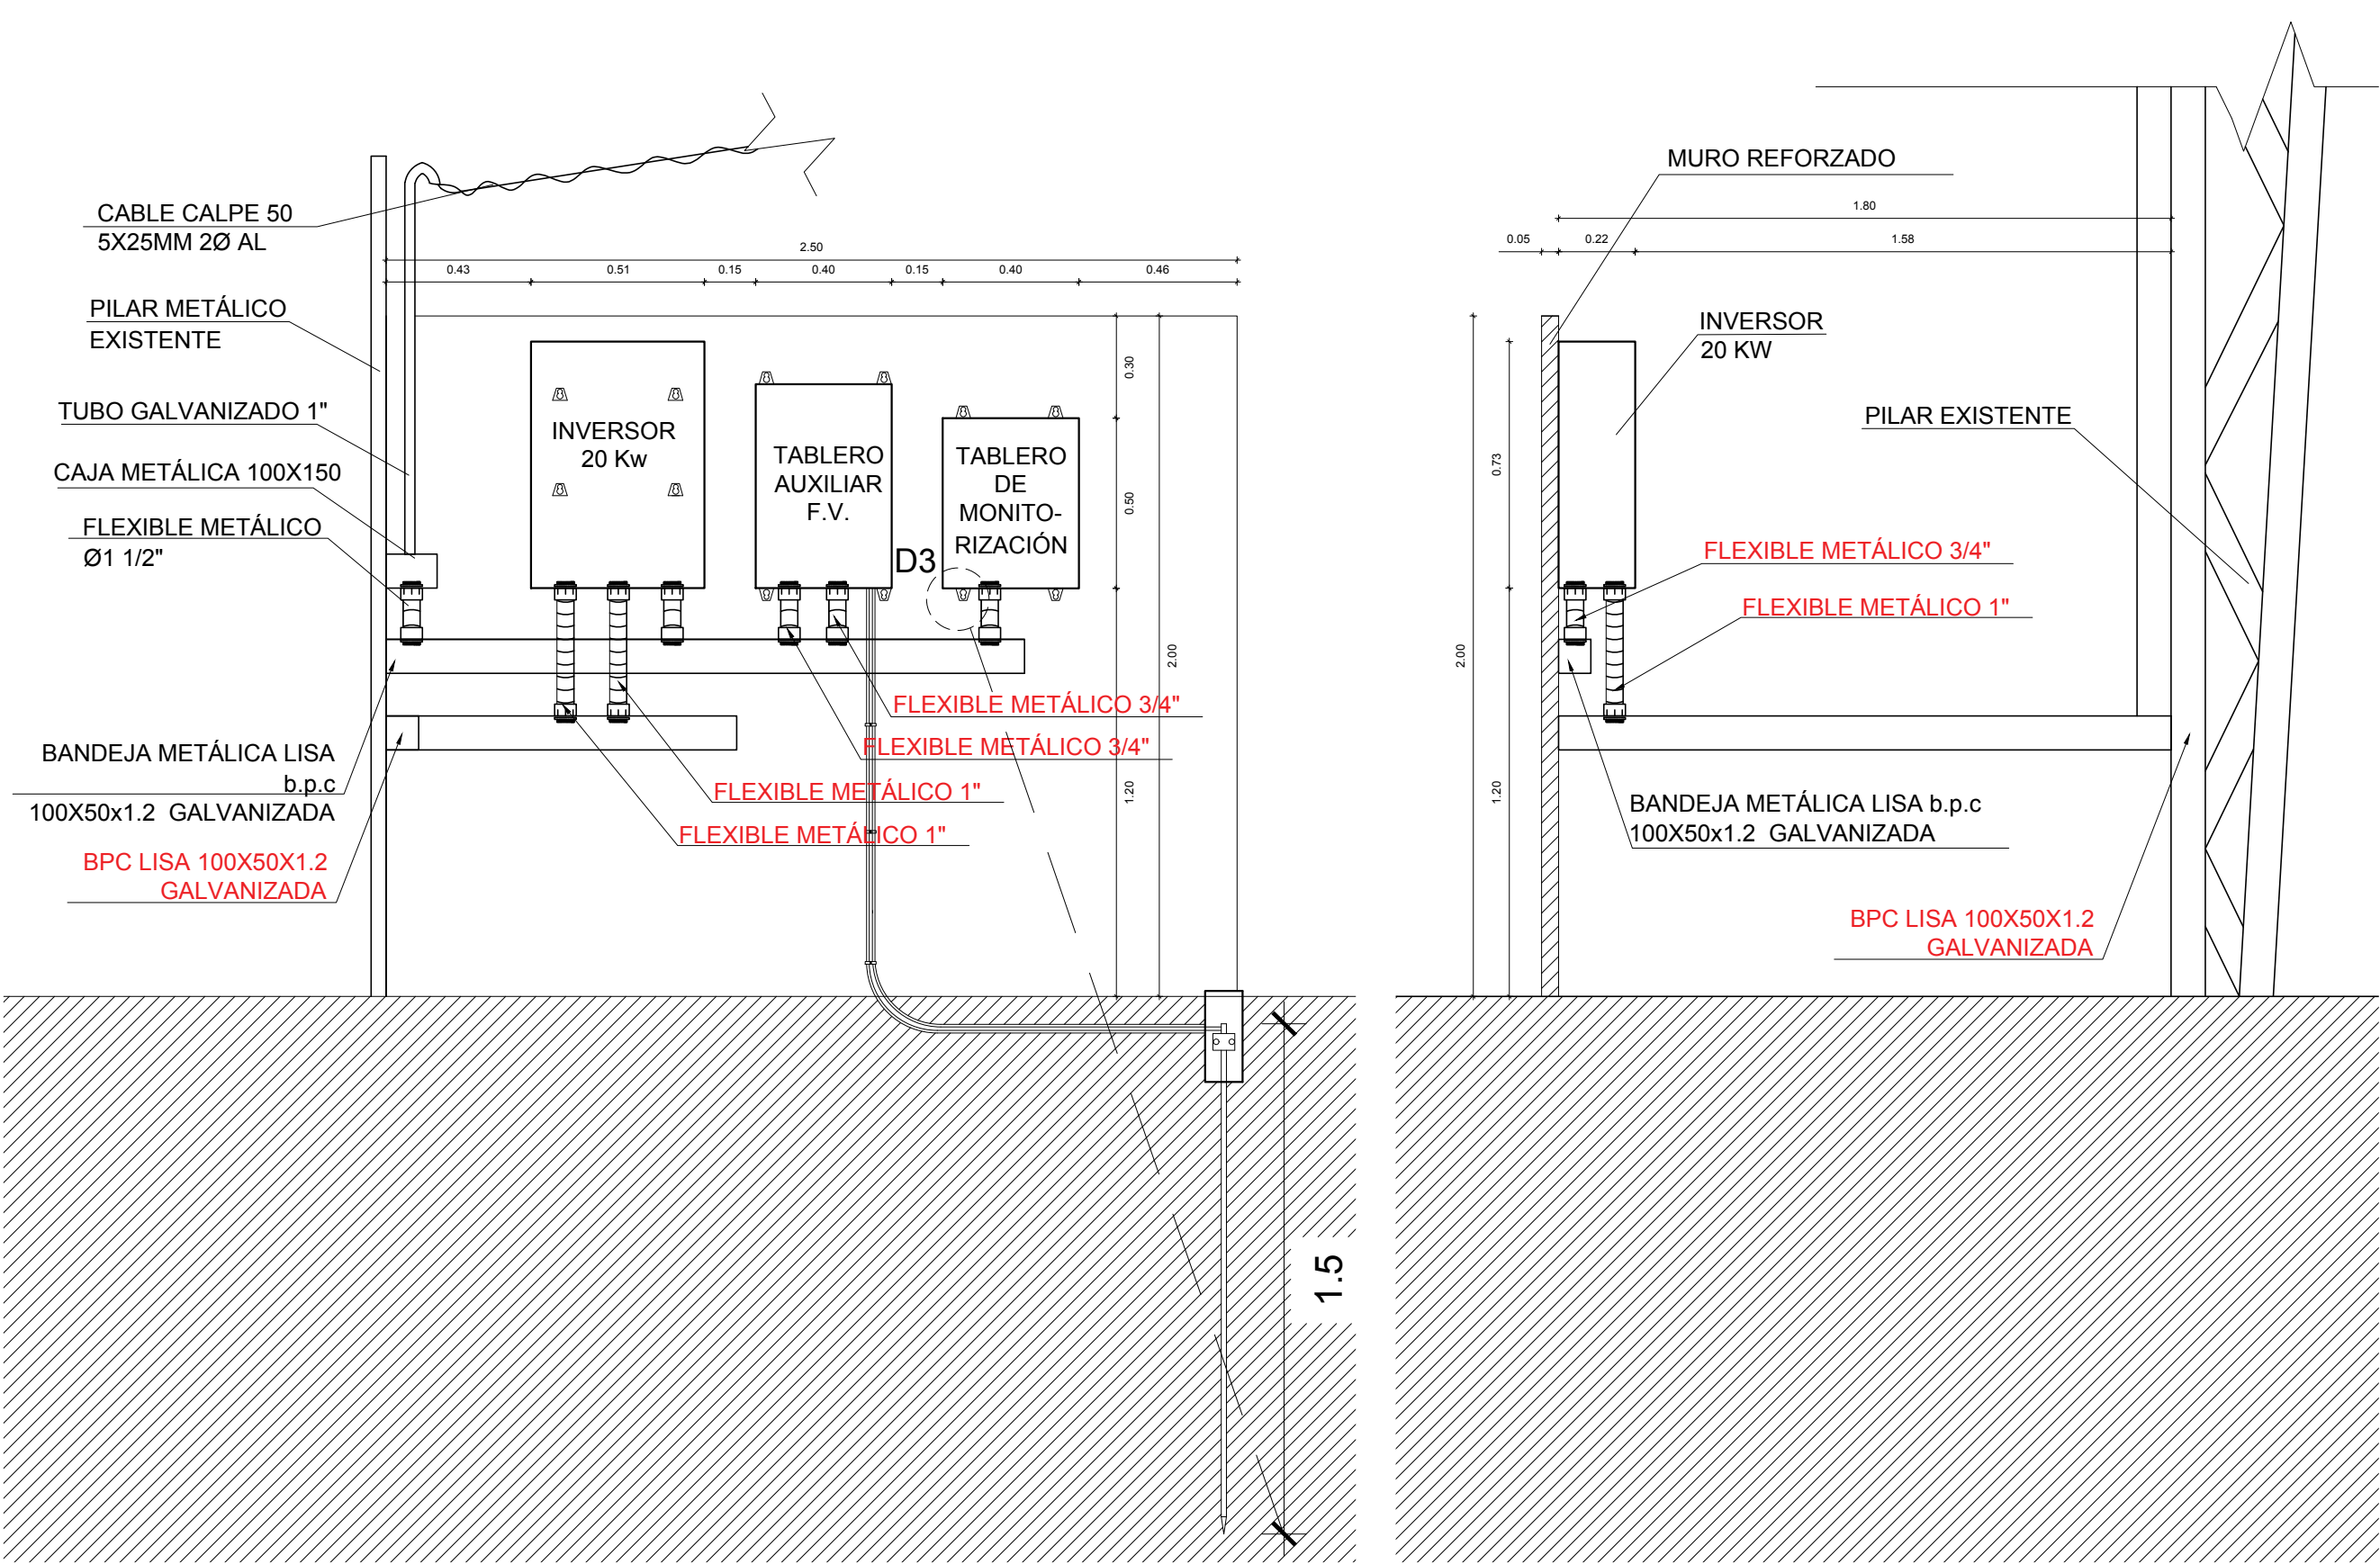 CABLE CALPE 50
5X25MM 2Ø AL
PILAR METÁLICO
EXISTENTE
TUBO GALVANIZADO 1"
CAJA METÁLICA 100X150
FLEXIBLE METÁLICO
Ø1 1/2"
BANDEJA METÁLICA LISA
b.p.c
100X50x1.2 GALVANIZADA
BPC LISA 100X50X1.2
GALVANIZADA
2.50
0.43
0.51
0.15
0.40
0.15
0.40
0.46
INVERSOR
20 Kw
TABLERO
AUXILIAR
F.V.
TABLERO
DE
MONITO-
RIZACIÓN
D3
0.30
0.50
1.20
2.00
FLEXIBLE METÁLICO 3/4"
FLEXIBLE METÁLICO 3/4"
FLEXIBLE METÁLICO 1"
FLEXIBLE METÁLICO 1"
1.5
MURO REFORZADO
1.80
0.05
0.22
1.58
INVERSOR
20 KW
PILAR EXISTENTE
0.73
2.00
1.20
FLEXIBLE METÁLICO 3/4"
FLEXIBLE METÁLICO 1"
BANDEJA METÁLICA LISA b.p.c
100X50x1.2 GALVANIZADA
BPC LISA 100X50X1.2
GALVANIZADA